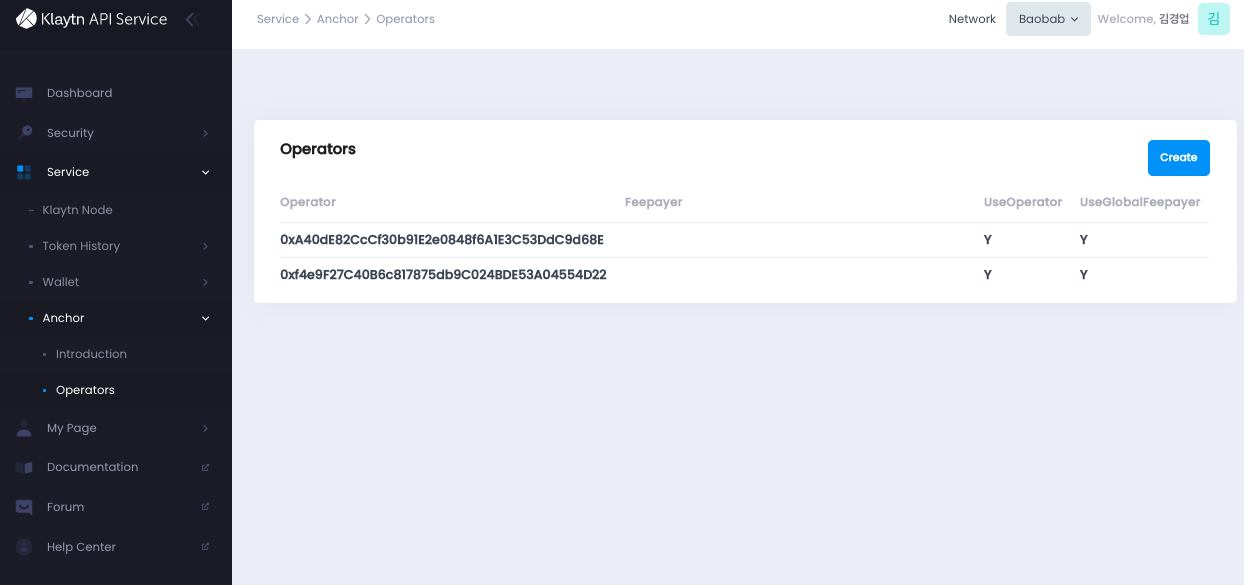 Klaytn API Service
Service > Anchor > Operators
Network Baobab Welcome, 김경업 김
Dashboard
Security
Service
Klaytn Node
Token History
Wallet
Anchor
Introduction
Operators
My Page
Documentation
Forum
Help Center
Operators
Create
Operator Feepayer UseOperator UseGlobalFeepayer
0xA40dE82CcCf30b91E2e0848f6A1E3C53DdC9d68E Y Y
0xf4e9F27C40B6c817875db9C024BDE53A04554D22 Y Y